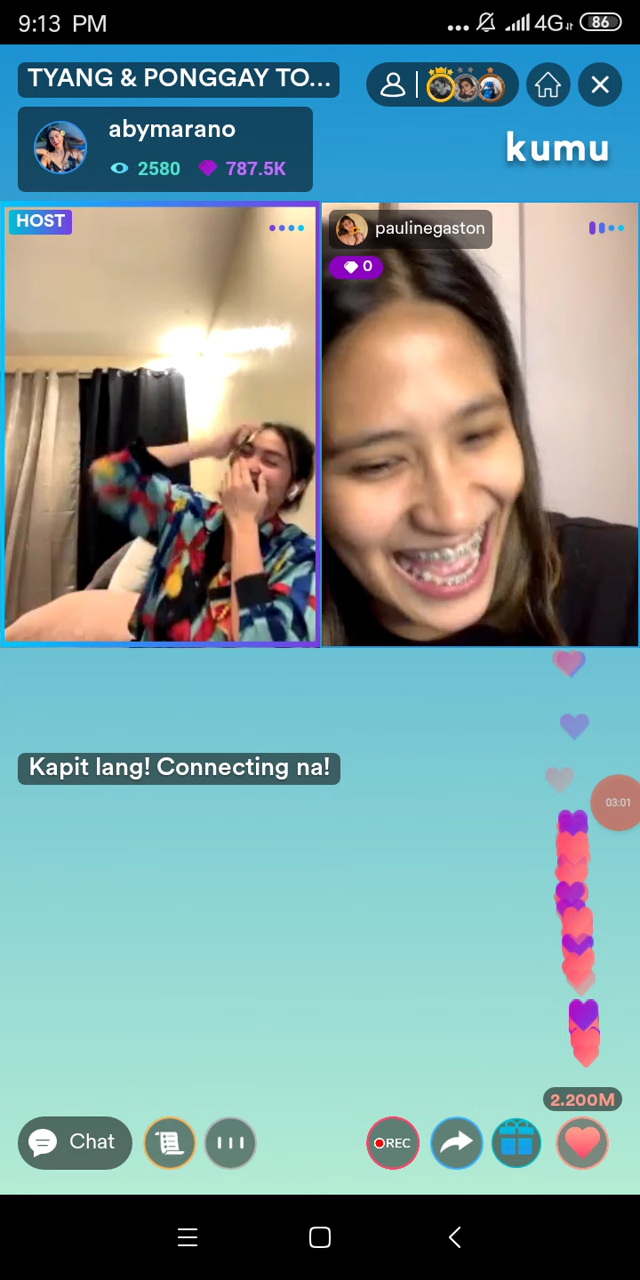 9:13 PM
4G
86
TYANG & PONGGAY TO...
abymarano
2580
787.5K
kumu
HOST
paulinegaston
0
Kapit lang! Connecting na!
03:01
2.200M
Chat
REC